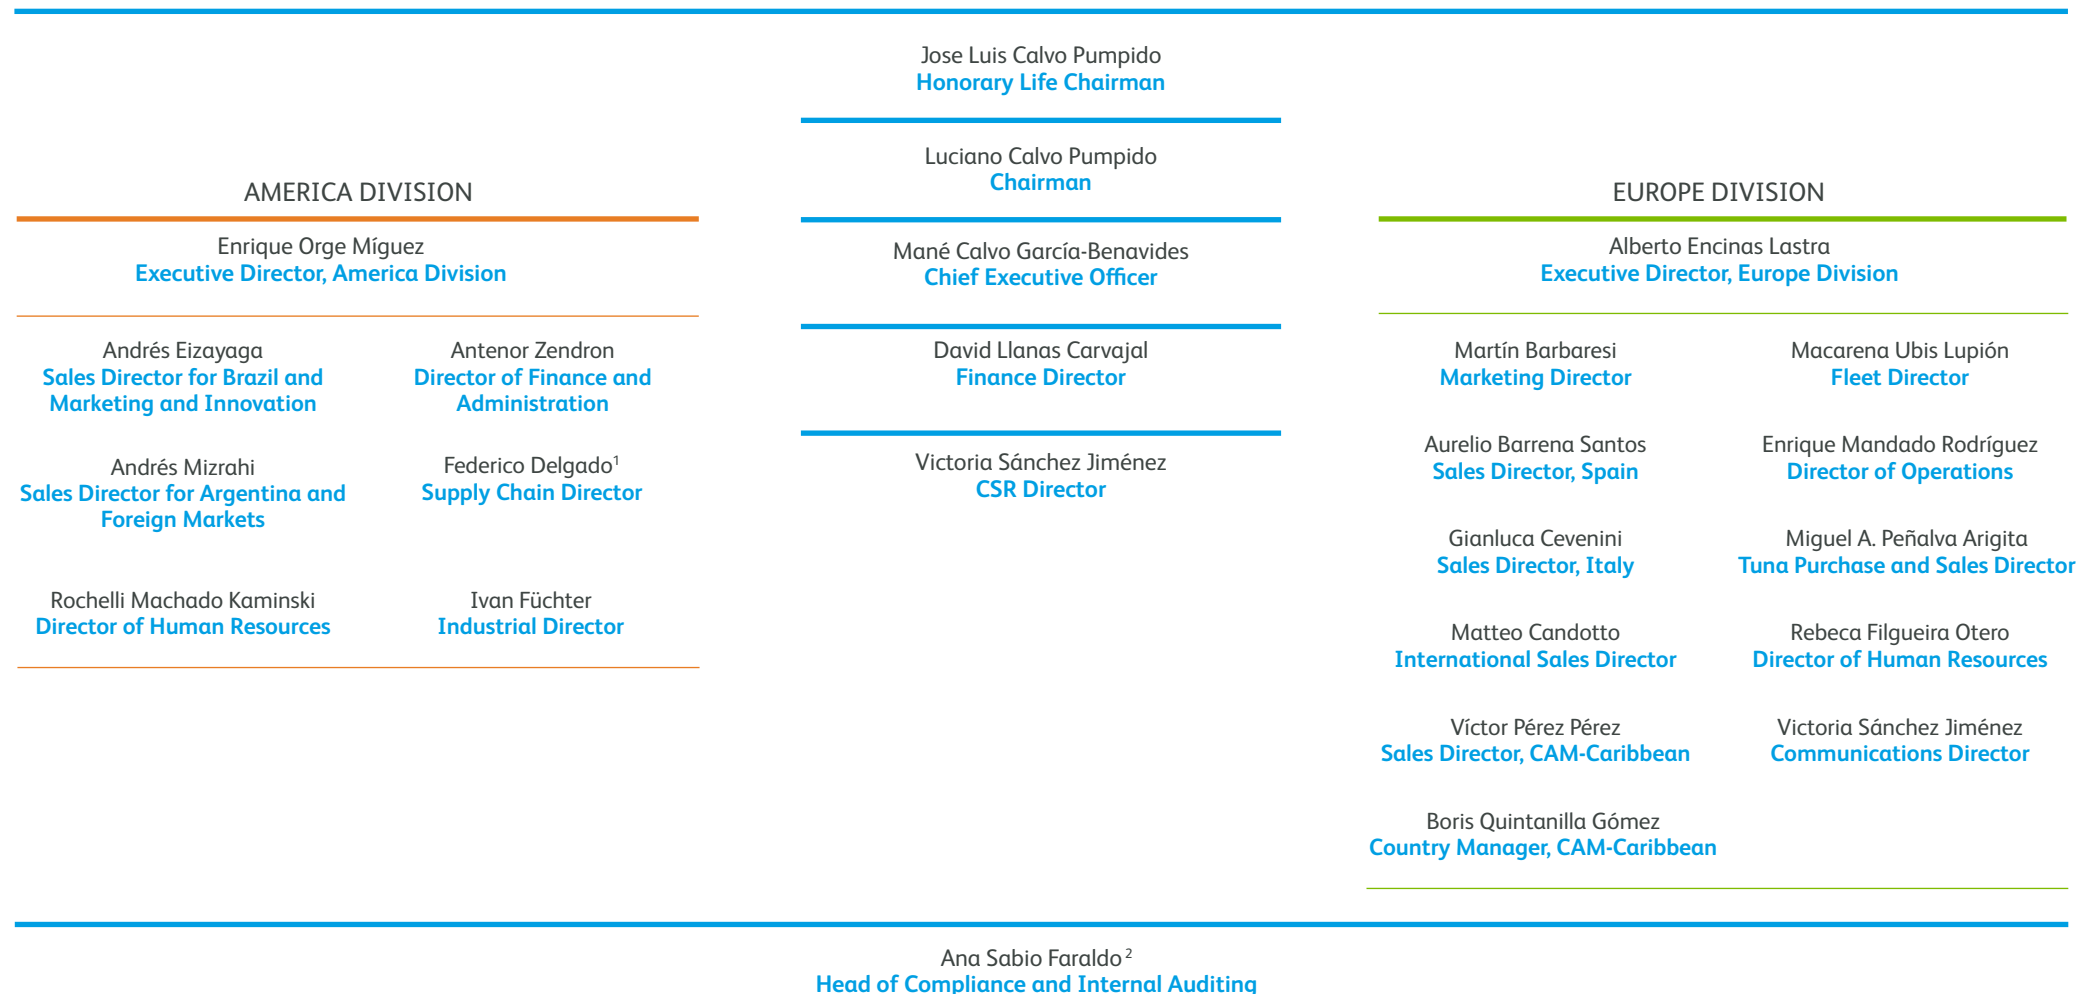 Jose Luis Calvo Pumpido
Honorary Life Chairman
Luciano Calvo Pumpido
Chairman
Mané Calvo García-Benavides
Chief Executive Officer
David Llanas Carvajal
Finance Director
Victoria Sánchez Jiménez
CSR Director
AMERICA DIVISION
Enrique Orge Míguez
Executive Director, America Division
Andrés Eizayaga
Sales Director for Brazil and
Marketing and Innovation
Antenor Zendron
Director of Finance and
Administration
Andrés Mizrahi
Sales Director for Argentina and
Foreign Markets
Federico Delgado¹
Supply Chain Director
Rochelli Machado Kaminski
Director of Human Resources
Ivan Füchter
Industrial Director
EUROPE DIVISION
Alberto Encinas Lastra
Executive Director, Europe Division
Martín Barbaresi
Marketing Director
Macarena Ubis Lupión
Fleet Director
Aurelio Barrena Santos
Sales Director, Spain
Enrique Mandado Rodríguez
Director of Operations
Gianluca Cevenini
Sales Director, Italy
Miguel A. Peñalva Arigita
Tuna Purchase and Sales Director
Matteo Candotto
International Sales Director
Rebeca Filgueira Otero
Director of Human Resources
Víctor Pérez Pérez
Sales Director, CAM-Caribbean
Victoria Sánchez Jiménez
Communications Director
Boris Quintanilla Gómez
Country Manager, CAM-Caribbean
Ana Sabio Faraldo²
Head of Compliance and Internal Auditing